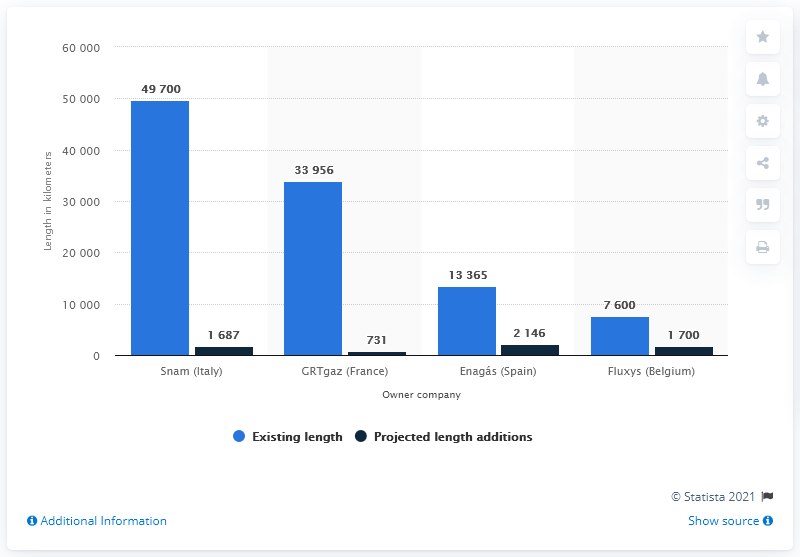 60 000
50 000
40 000
30 000
20 000
10 000
0
Length in kilometers
49 700
1 687
33 956
731
13 365
2 146
7 600
1 700
Snam (Italy)
GRTgaz (France)
Enagás (Spain)
Fluxys (Belgium)
Owner company
Existing length
Projected length additions
© Statista 2021
Additional Information
Show source